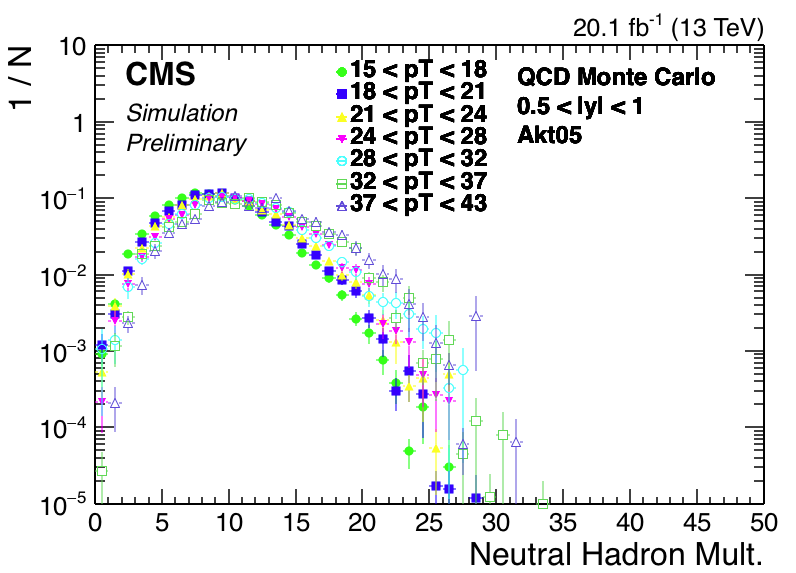 20.1 fb⁻¹ (13 TeV)
1 / N
CMS
Simulation
Preliminary
15 < pT < 18
18 < pT < 21
21 < pT < 24
24 < pT < 28
28 < pT < 32
32 < pT < 37
37 < pT < 43
QCD Monte Carlo
0.5 < lyl < 1
Akt05
10
1
10⁻¹
10⁻²
10⁻³
10⁻⁴
10⁻⁵
0 5 10 15 20 25 30 35 40 45 50
Neutral Hadron Mult.